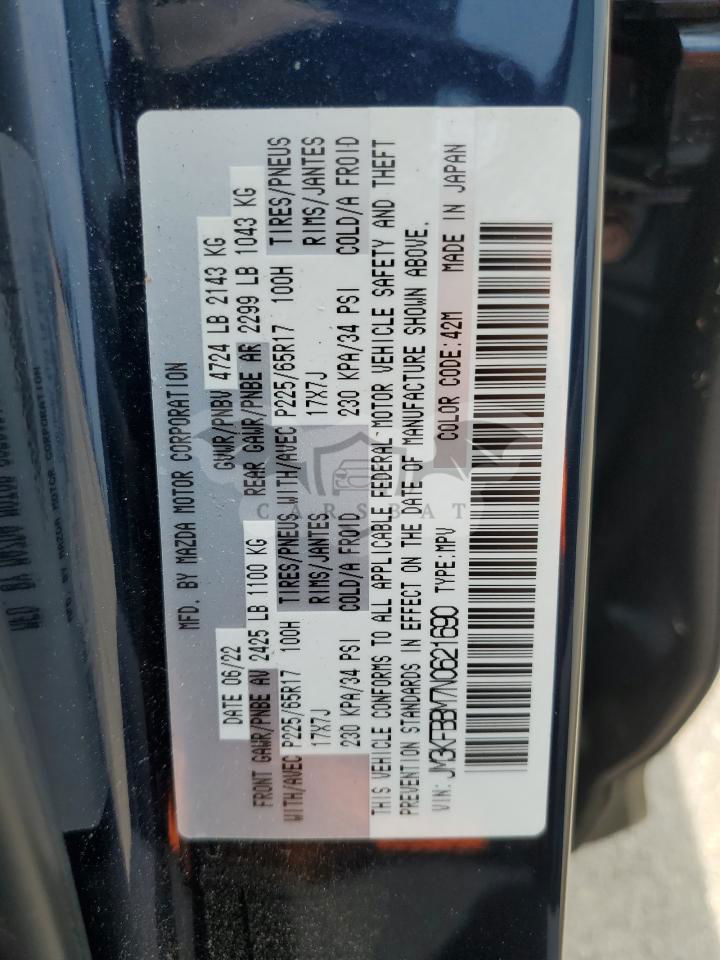 MFD. BY MAZDA MOTOR CORPORATION
DATE 06/22 GVWR/PNBV 4724 LB 2143 KG
FRONT GAWR/PNBE AV 2425 LB 1100 KG REAR GAWR/PNBE AR 2299 LB 1043 KG
WITH/AVEC P225/65R17 100H TIRES/PNEUS WITH/AVEC P225/65R17 100H TIRES/PNEUS
17X7J RIMS/JANTES 17X7J RIMS/JANTES
230 KPA/34 PSI COLD/A FROID 230 KPA/34 PSI COLD/A FROID
THIS VEHICLE CONFORMS TO ALL APPLICABLE FEDERAL MOTOR VEHICLE SAFETY AND THEFT
PREVENTION STANDARDS IN EFFECT ON THE DATE OF MANUFACTURE SHOWN ABOVE.
VIN: JM3KFBBM7N0621690 TYPE:MPV COLOR CODE:42M MADE IN JAPAN
CARSBAT